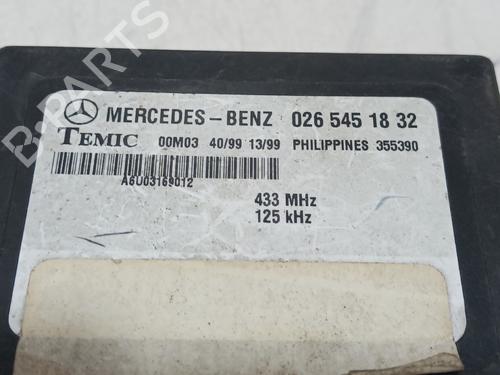 MERCEDES-BENZ 026 545 18 32
TEMIC 00M03 40/99 13/99 PHILIPPINES 355390
A6U03169012
433 MHz
125 kHz
B-PARTS